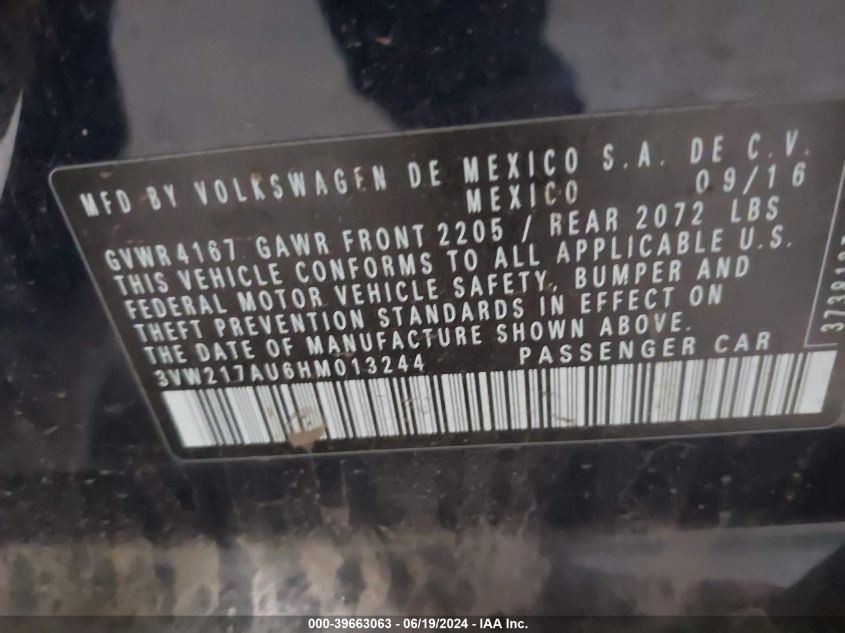 MFD BY VOLKSWAGEN DE MEXICO S.A. DE C.V.
MEXICO 09/16
GVWR 4167 GAWR FRONT 2205 / REAR 2072 LBS
THIS VEHICLE CONFORMS TO ALL APPLICABLE U.S.
FEDERAL MOTOR VEHICLE SAFETY, BUMPER AND
THEFT PREVENTION STANDARDS IN EFFECT ON
THE DATE OF MANUFACTURE SHOWN ABOVE.
3VW217AU6HM013244 PASSENGER CAR
000-39663063 - 06/19/2024 - IAA Inc.